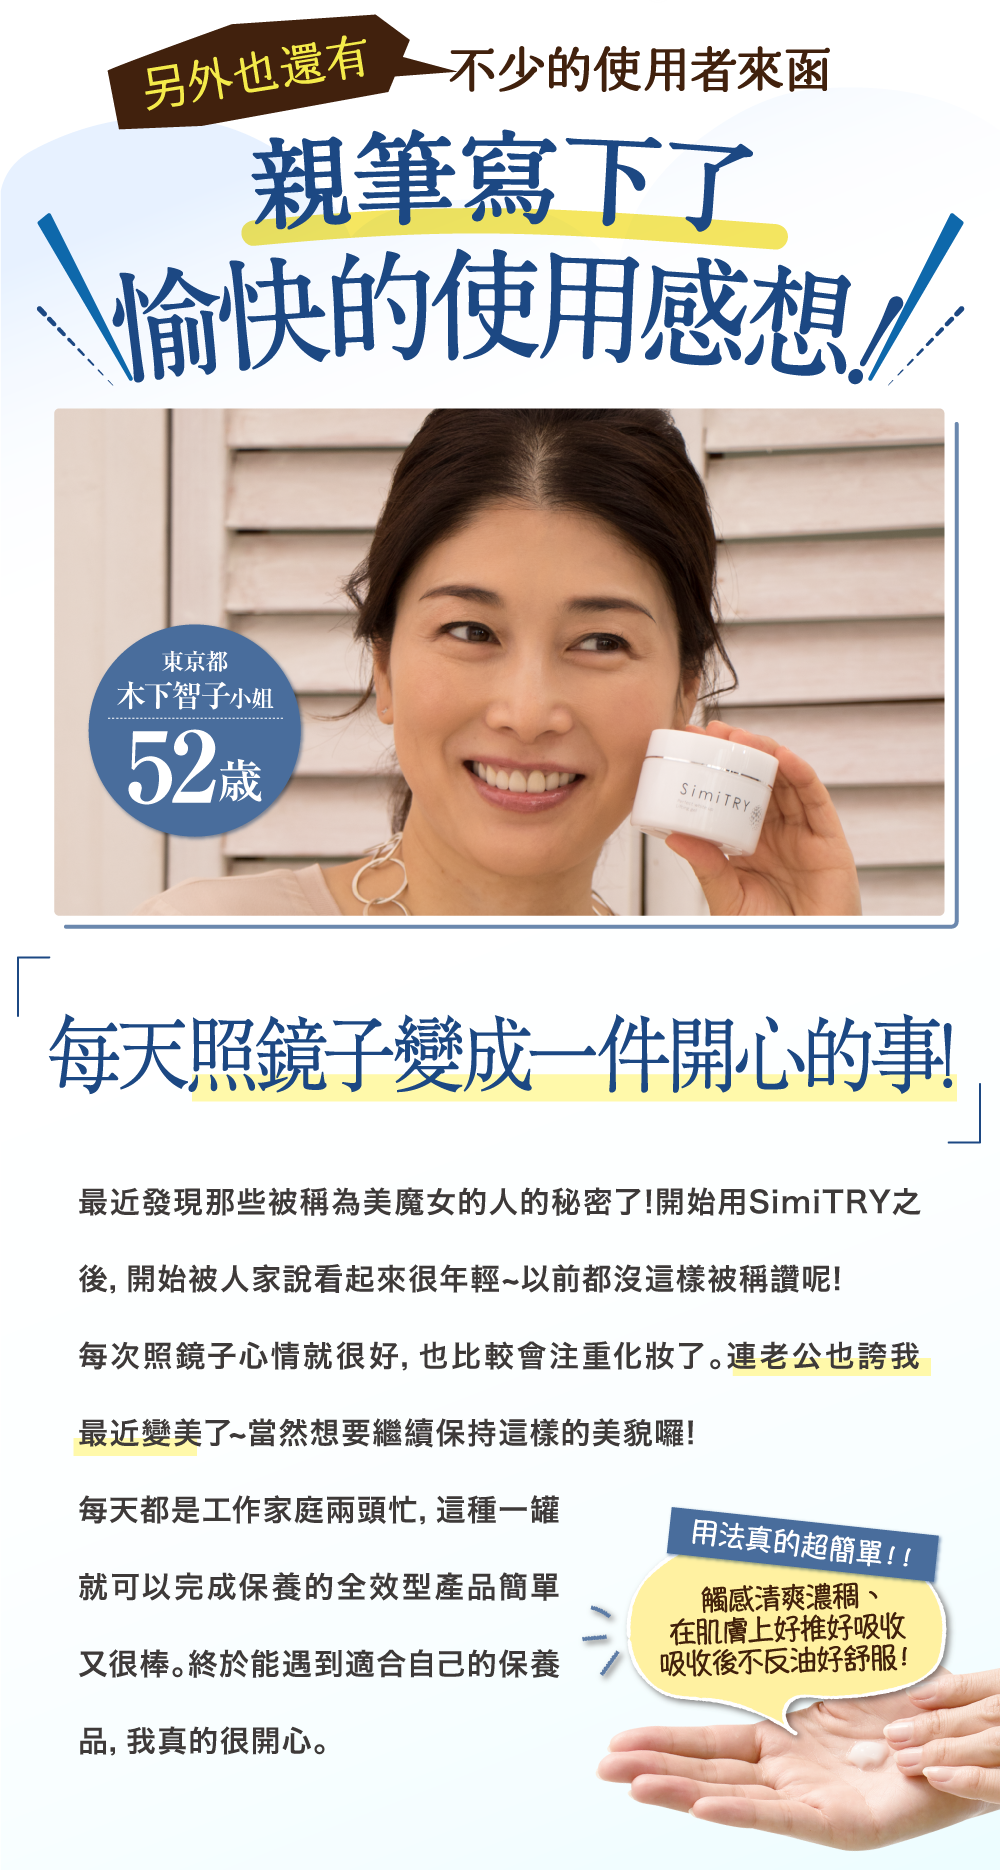 另外也還有
不少的使用者來函
親筆寫下了
愉快的使用感想!
東京都
木下智子小姐
52歲
SimiTRY
每天照鏡子變成一件開心的事!
最近發現那些被稱為美魔女的人的秘密了!開始用SimiTRY之
後,開始被人家說看起來很年輕~以前都沒這樣被稱讚呢!
每次照鏡子心情就很好,也比較會注重化妝了。連老公也誇我
最近變美了~當然想要繼續保持這樣的美貌囉!
每天都是工作家庭兩頭忙,這種一罐
就可以完成保養的全效型產品簡單
又很棒。終於能遇到適合自己的保養
品,我真的很開心。
用法真的超簡單!!
觸感清爽濃稠、
在肌膚上好推好吸收
吸收後不反油好舒服!